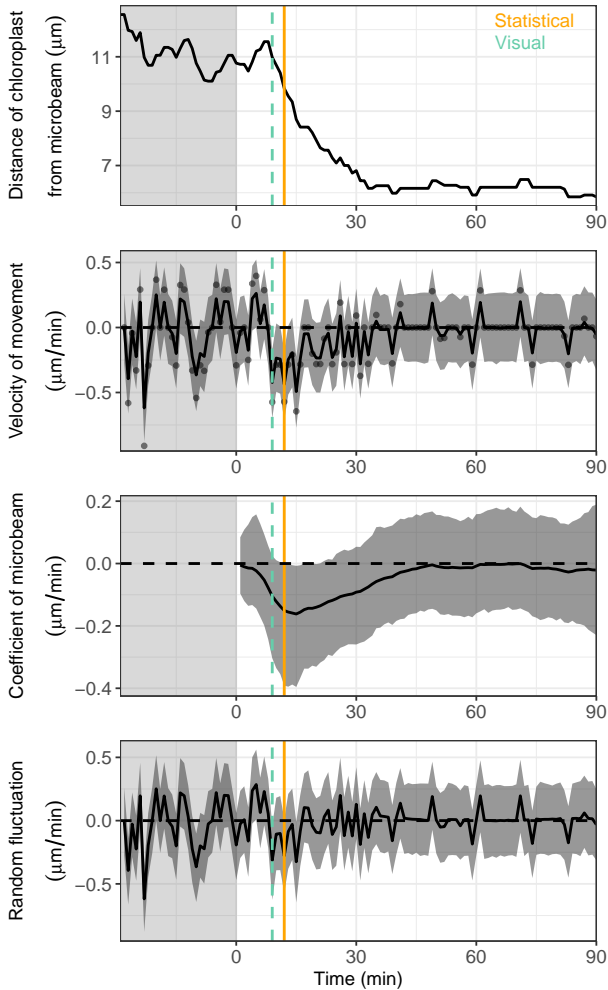 Statistical
Visual
Distance of chloroplast
from microbeam (μm)
11
9
7
0
30
60
90
Velocity of movement
(μm/min)
0.5
0.0
−0.5
0
30
60
90
Coefficient of microbeam
(μm/min)
0.2
0.0
−0.2
−0.4
0
30
60
90
Random fluctuation
(μm/min)
0.5
0.0
−0.5
0
30
60
90
Time (min)